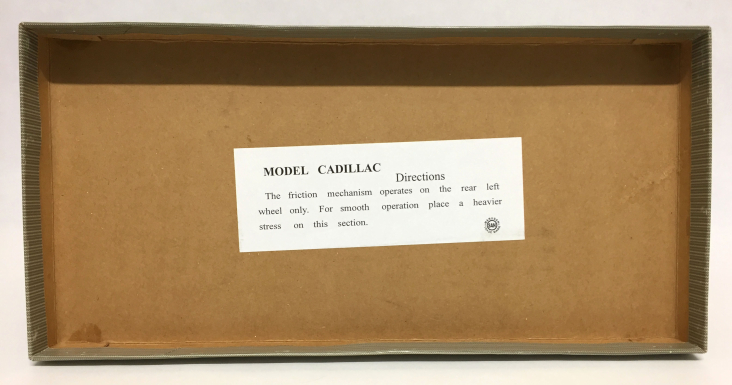 MODEL CADILLAC
Directions
The friction mechanism operates on the rear left
wheel only. For smooth operation place a heavier
stress on this section.